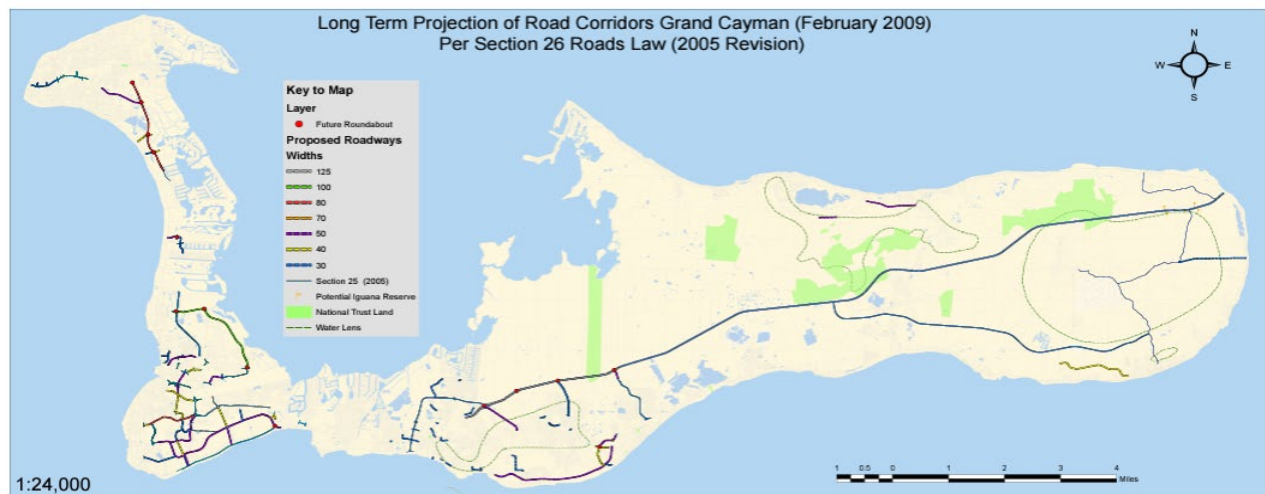 Long Term Projection of Road Corridors Grand Cayman (February 2009)
Per Section 26 Roads Law (2005 Revision)
N
W E
S
Key to Map
Layer
Future Roundabout
Proposed Roadways
Widths
125
100
80
70
50
40
30
Section 25 (2005)
Potential Iguana Reserve
National Trust Land
Water Lens
1:24,000
1 0.5 0 1 2 3 4
Miles